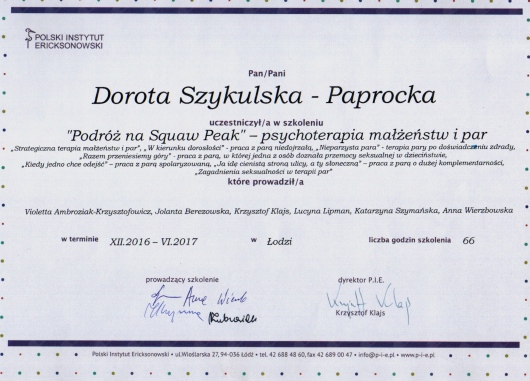 POLSKI INSTYTUT
ERICKSONOWSKI
Pan/Pani
Dorota Szykulska - Paprocka
uczestniczył/a w szkoleniu
"Podróż na Squaw Peak" – psychoterapia małżeństw i par
„Strategiczna terapia małżeństw i par", „W kierunku dorosłości" - praca z parą niedojrzałą, „Nieparzysta para" - terapia pary po doświadczeniu zdrady,
„Razem przeniesiemy góry" - praca z parą, w której jedna z osób doznała przemocy seksualnej w dzieciństwie,
„Kiedy jedno chce odejść" – praca z parą spolaryzowaną, „Ja idę cienistą stroną ulicy, a ty słoneczną" – praca z parą o dużej komplementarności,
„Zagadnienia seksualności w terapii par"
które prowadził/a
Violetta Ambroziak-Krzysztofowicz, Jolanta Berezowska, Krzysztof Klajs, Lucyna Lipman, Katarzyna Szymańska, Anna Wierzbowska
w terminie XII.2016 – VI.2017 w Łodzi liczba godzin szkolenia 66
prowadzący szkolenie dyrektor P.I.E.
Krzysztof Klajs
Polski Instytut Ericksonowski • ul.Wioślarska 27, 94-036 Łódź • tel. 42 688 48 60, fax 42 689 00 47 • info@p-i-e.pl • www.p-i-e.pl